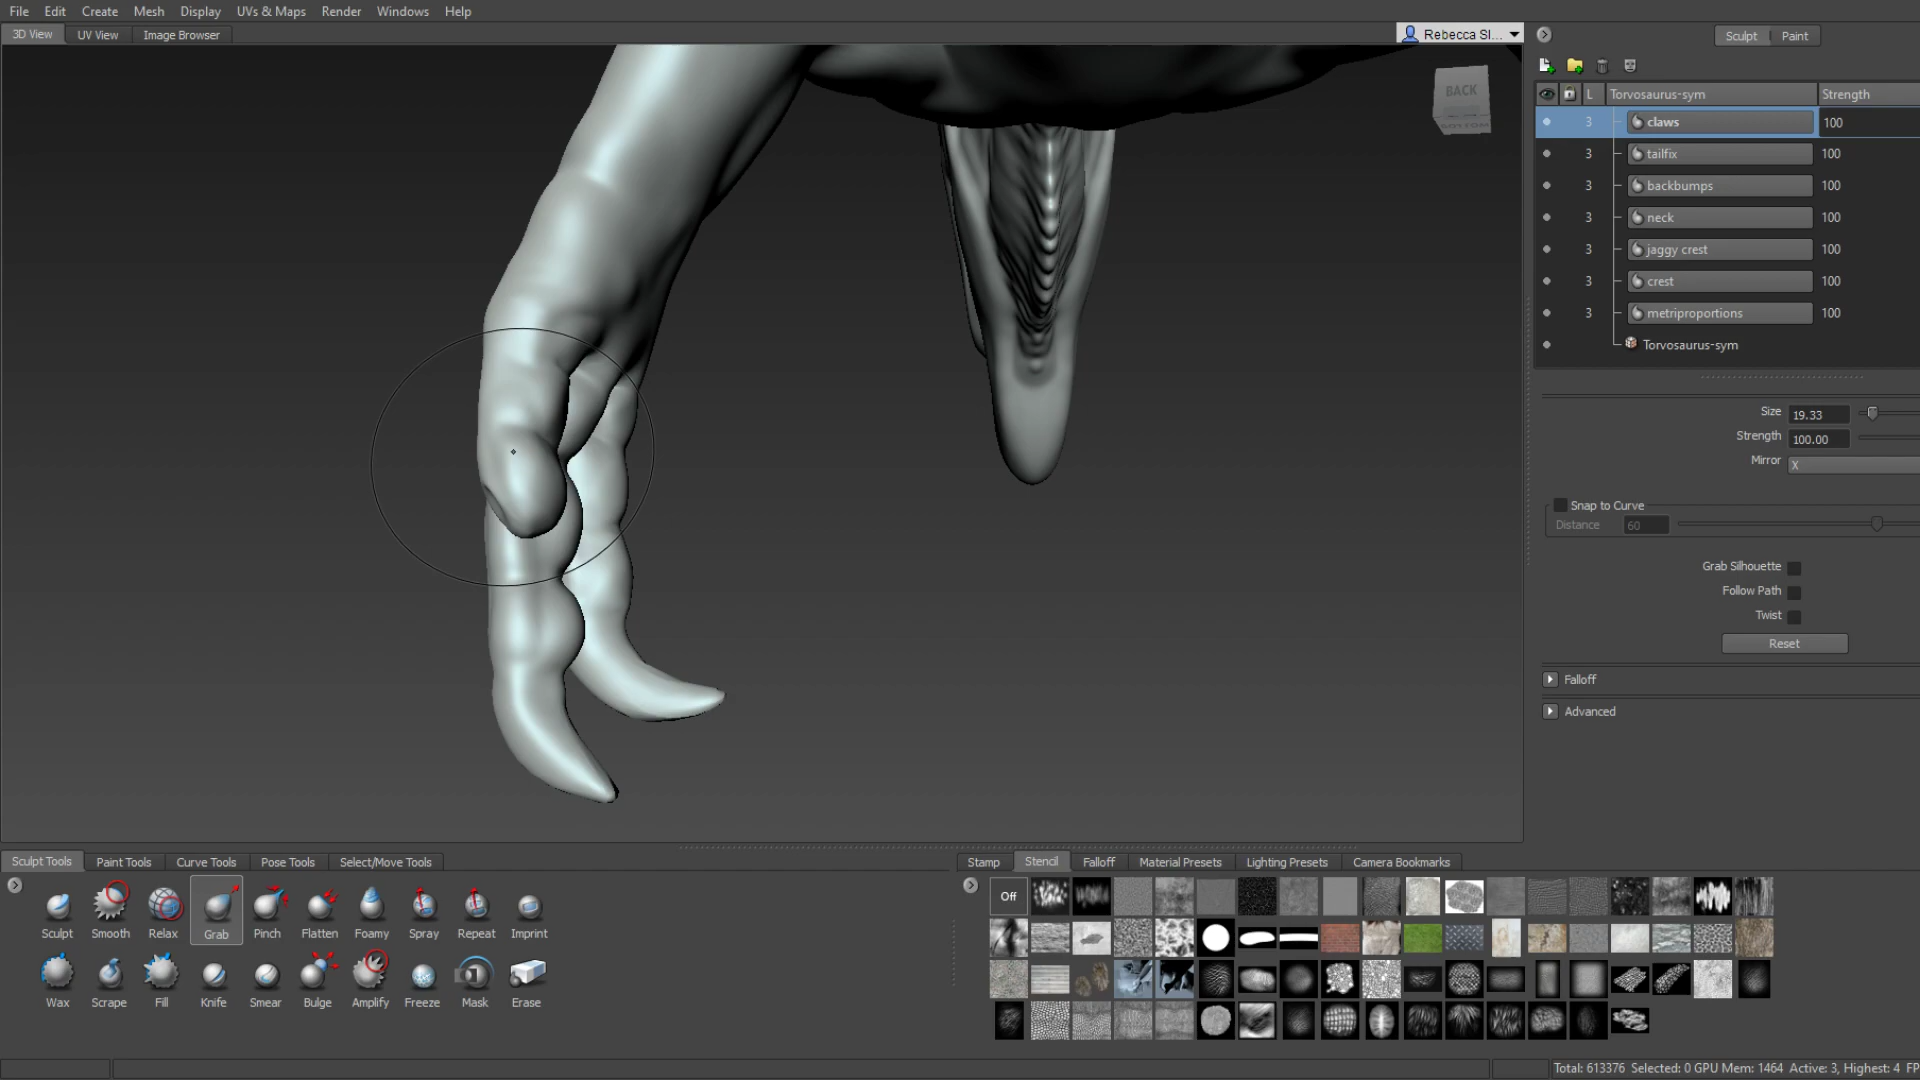 File Edit Create Mesh Display UVs & Maps Render Windows Help
3D View UV View Image Browser
Rebecca Sl...
Sculpt Paint
BACK
BOTTOM
L Torvosaurus-sym Strength
3 claws 100
3 tailfix 100
3 backbumps 100
3 neck 100
3 jaggy crest 100
3 crest 100
3 metriproportions 100
Torvosaurus-sym
Size 19.33
Strength 100.00
Mirror X
Snap to Curve
Distance 60
Grab Silhouette
Follow Path
Twist
Reset
Falloff
Advanced
Sculpt Tools Paint Tools Curve Tools Pose Tools Select/Move Tools
Sculpt Smooth Relax Grab Pinch Flatten Foamy Spray Repeat Imprint
Wax Scrape Fill Knife Smear Bulge Amplify Freeze Mask Erase
Stamp Stencil Falloff Material Presets Lighting Presets Camera Bookmarks
Off
Total: 613376 Selected: 0 GPU Mem: 1464 Active: 3, Highest: 4 FP